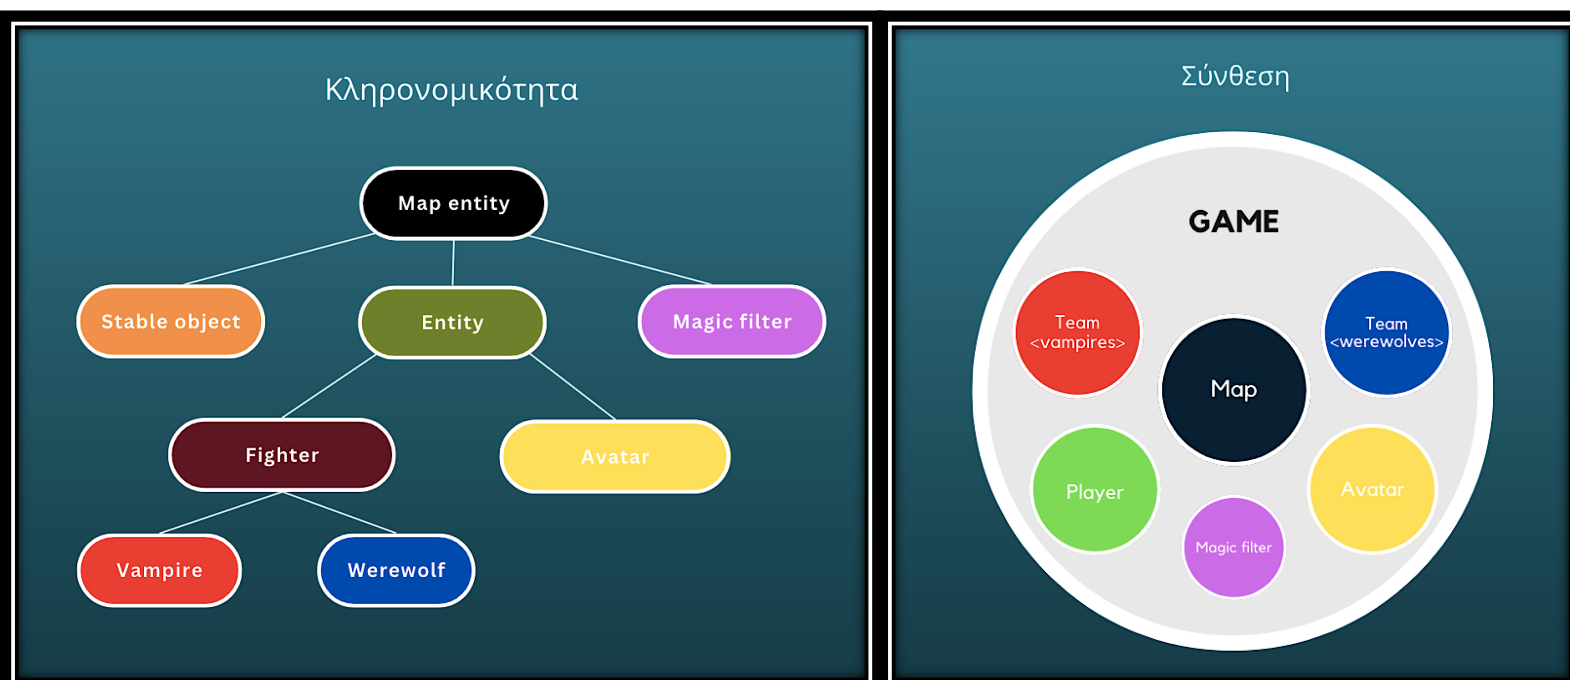 Κληρονομικότητα
Map entity
Stable object
Entity
Magic filter
Fighter
Avatar
Vampire
Werewolf
Σύνθεση
GAME
Team
<vampires>
Team
<werewolves>
Map
Player
Avatar
Magic filter